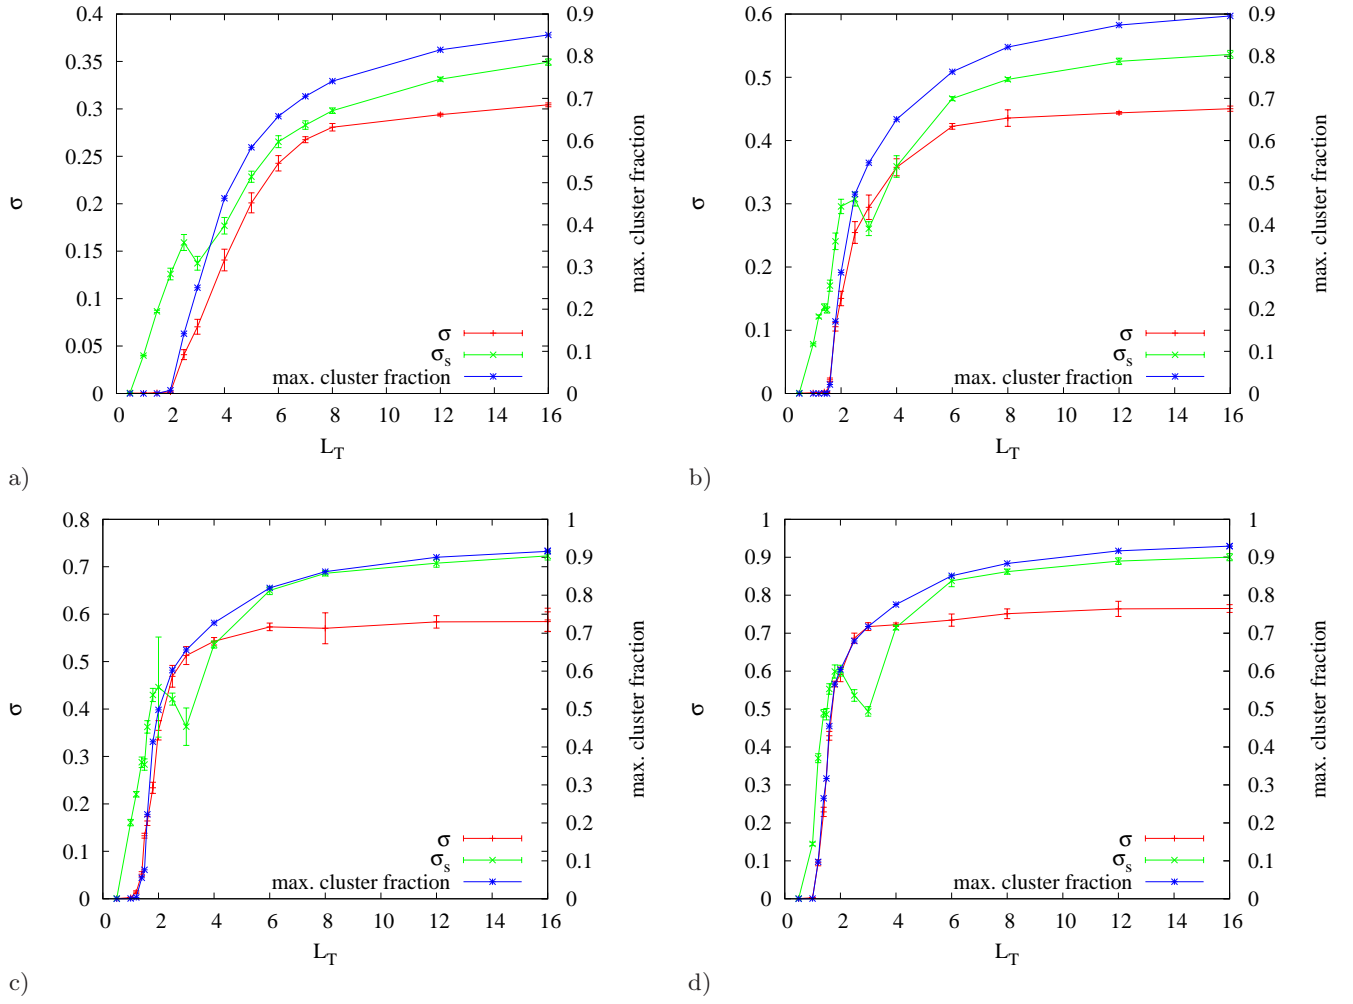 0.4
0.35
0.3
0.25
0.2
0.15
0.1
0.05
0
0.9
0.8
0.7
0.6
0.5
0.4
0.3
0.2
0.1
0
0 2 4 6 8 10 12 14 16
σ
max. cluster fraction
L_T
σ
σ_s
max. cluster fraction
a)
0.6
0.5
0.4
0.3
0.2
0.1
0
0.9
0.8
0.7
0.6
0.5
0.4
0.3
0.2
0.1
0
0 2 4 6 8 10 12 14 16
σ
max. cluster fraction
L_T
σ
σ_s
max. cluster fraction
b)
0.8
0.7
0.6
0.5
0.4
0.3
0.2
0.1
0
1
0.9
0.8
0.7
0.6
0.5
0.4
0.3
0.2
0.1
0
0 2 4 6 8 10 12 14 16
σ
max. cluster fraction
L_T
σ
σ_s
max. cluster fraction
c)
1
0.9
0.8
0.7
0.6
0.5
0.4
0.3
0.2
0.1
0
1
0.9
0.8
0.7
0.6
0.5
0.4
0.3
0.2
0.1
0
0 2 4 6 8 10 12 14 16
σ
max. cluster fraction
L_T
σ
σ_s
max. cluster fraction
d)